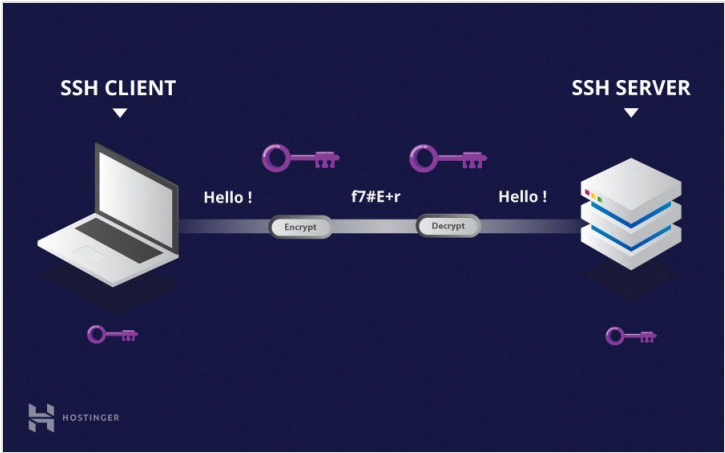 SSH CLIENT
SSH SERVER
Hello !
f7#E+r
Hello !
Encrypt
Decrypt
HOSTINGER